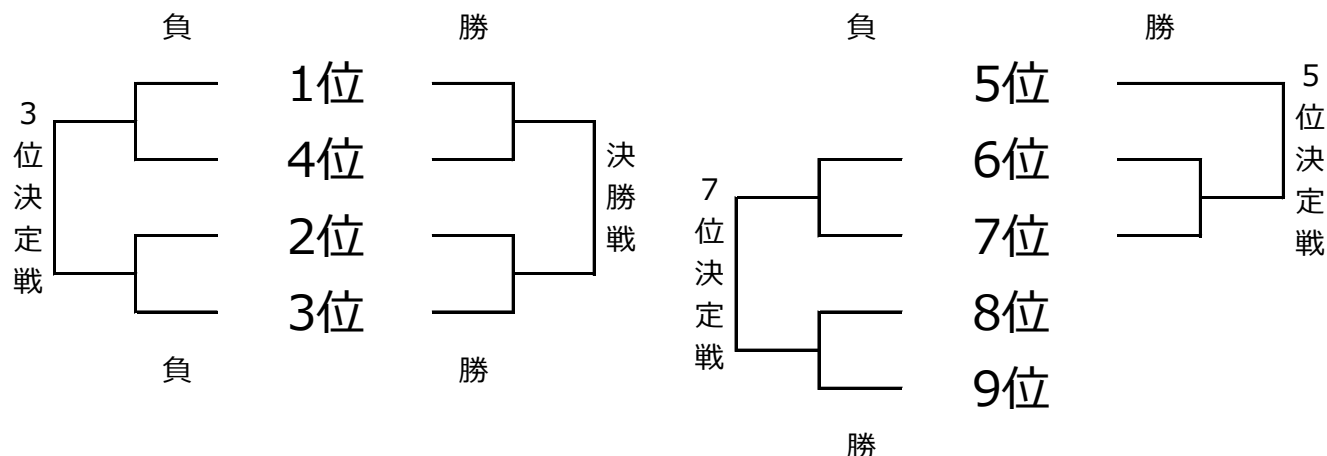 負 勝
1位
4位
2位
3位
負 勝
3位決定戦
決勝戦
負 勝
5位
6位
7位
8位
9位
勝
7位決定戦
5位決定戦